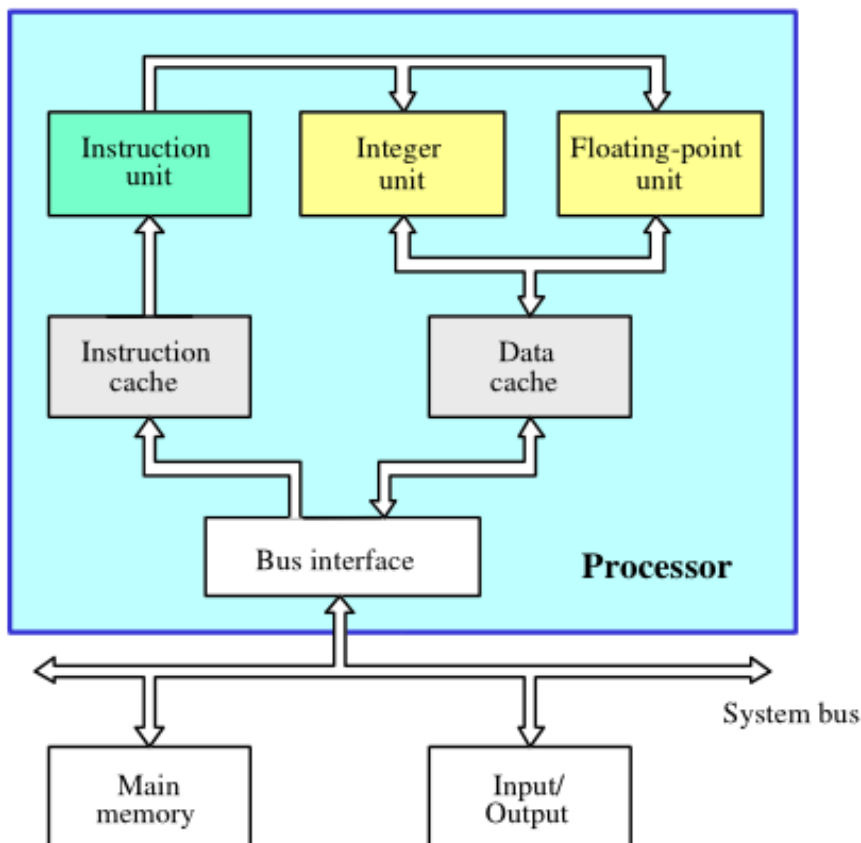 Instruction
unit
Integer
unit
Floating-point
unit
Instruction
cache
Data
cache
Bus interface
Processor
System bus
Main
memory
Input/
Output